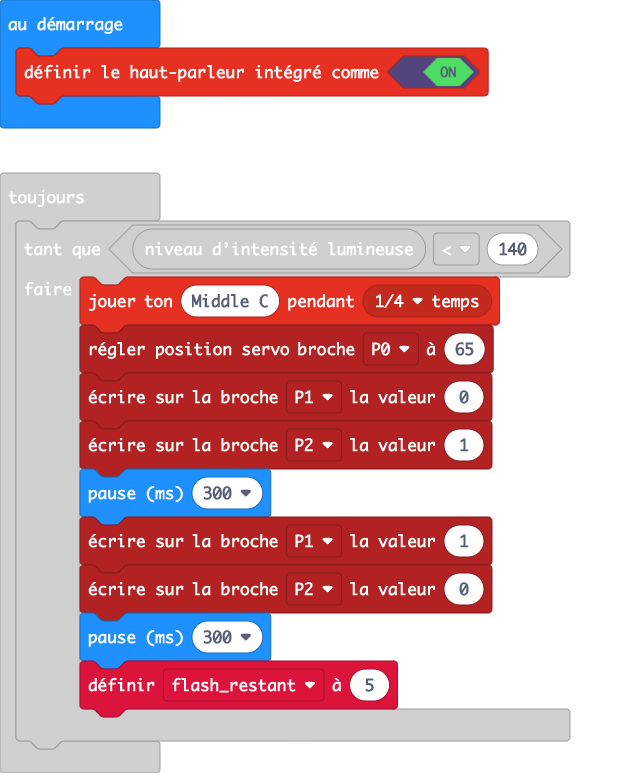 au démarrage
définir le haut-parleur intégré comme ON
toujours
tant que niveau d’intensité lumineuse < 140
faire
jouer ton Middle C pendant 1/4 temps
régler position servo broche P0 à 65
écrire sur la broche P1 la valeur 0
écrire sur la broche P2 la valeur 1
pause (ms) 300
écrire sur la broche P1 la valeur 1
écrire sur la broche P2 la valeur 0
pause (ms) 300
définir flash_restant à 5